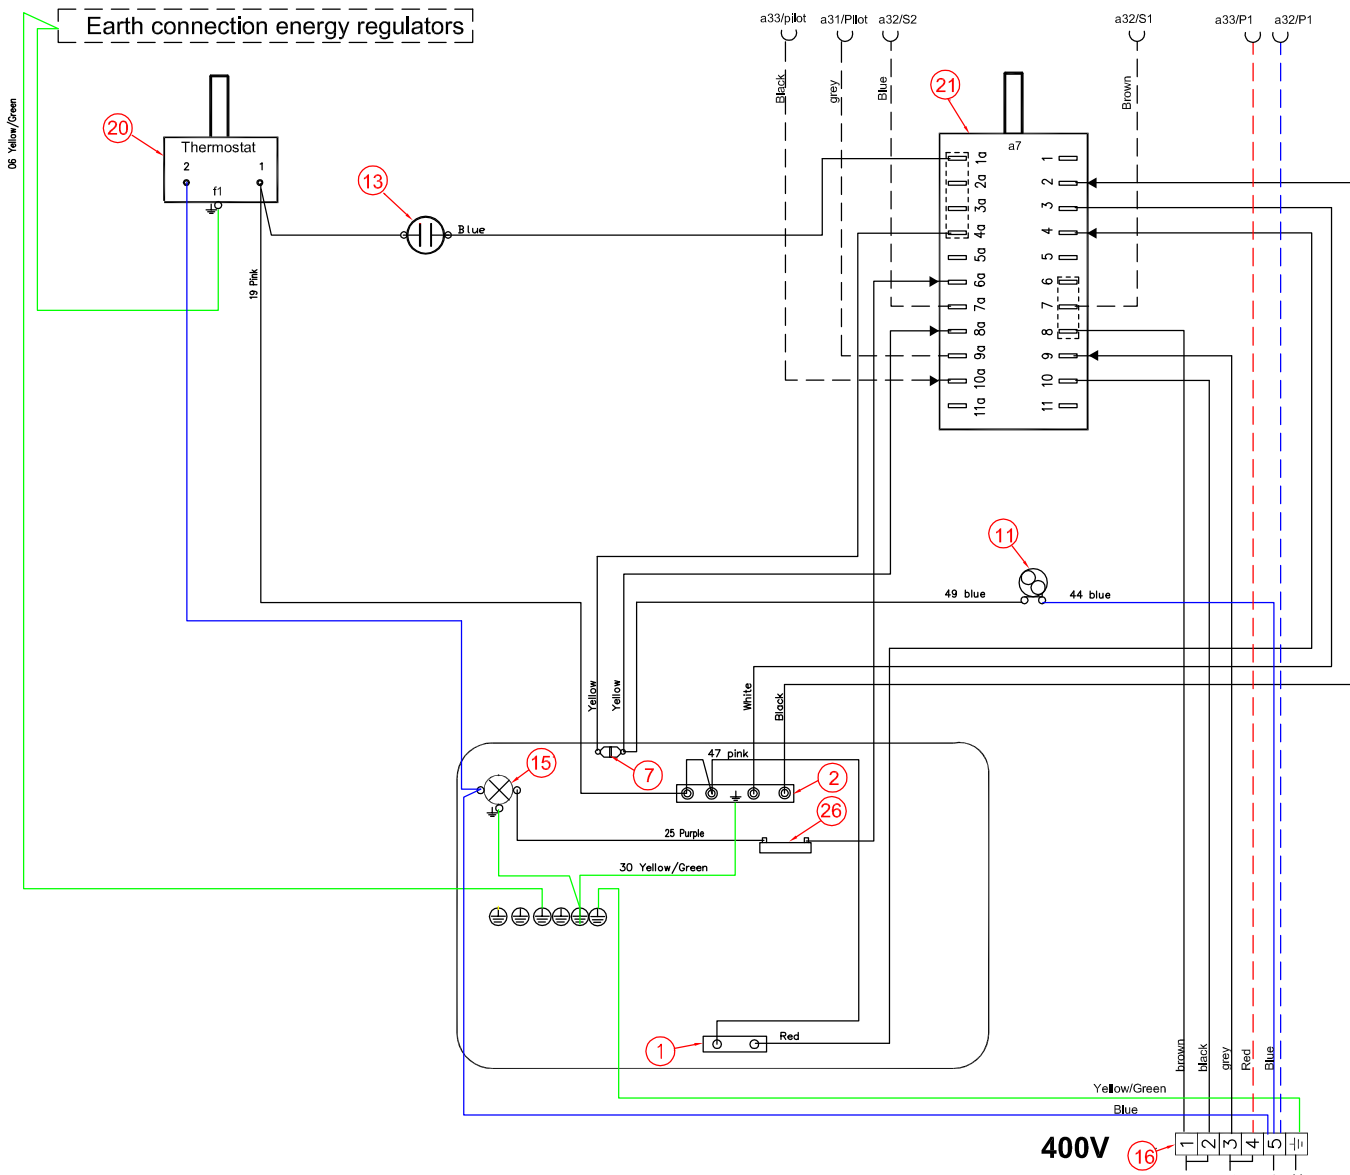 Earth connection energy regulators
a33/pilot
a31/Pilot
a32/S2
a32/S1
a33/P1
a32/P1
Black
grey
Blue
Brown
06 Yellow/Green
20
Thermostat
2
1
f1
13
Blue
19 Pink
21
a7
1a
1
2a
2
3a
3
4a
4
5a
5
6a
6
7a
7
8a
8
9a
9
10a
10
11a
11
11
49 blue
44 blue
Yellow
Yellow
White
Black
15
7
47 pink
2
26
25 Purple
30 Yellow/Green
1
Red
brown
black
grey
Red
Blue
Yellow/Green
Blue
400V
16
1
2
3
4
5